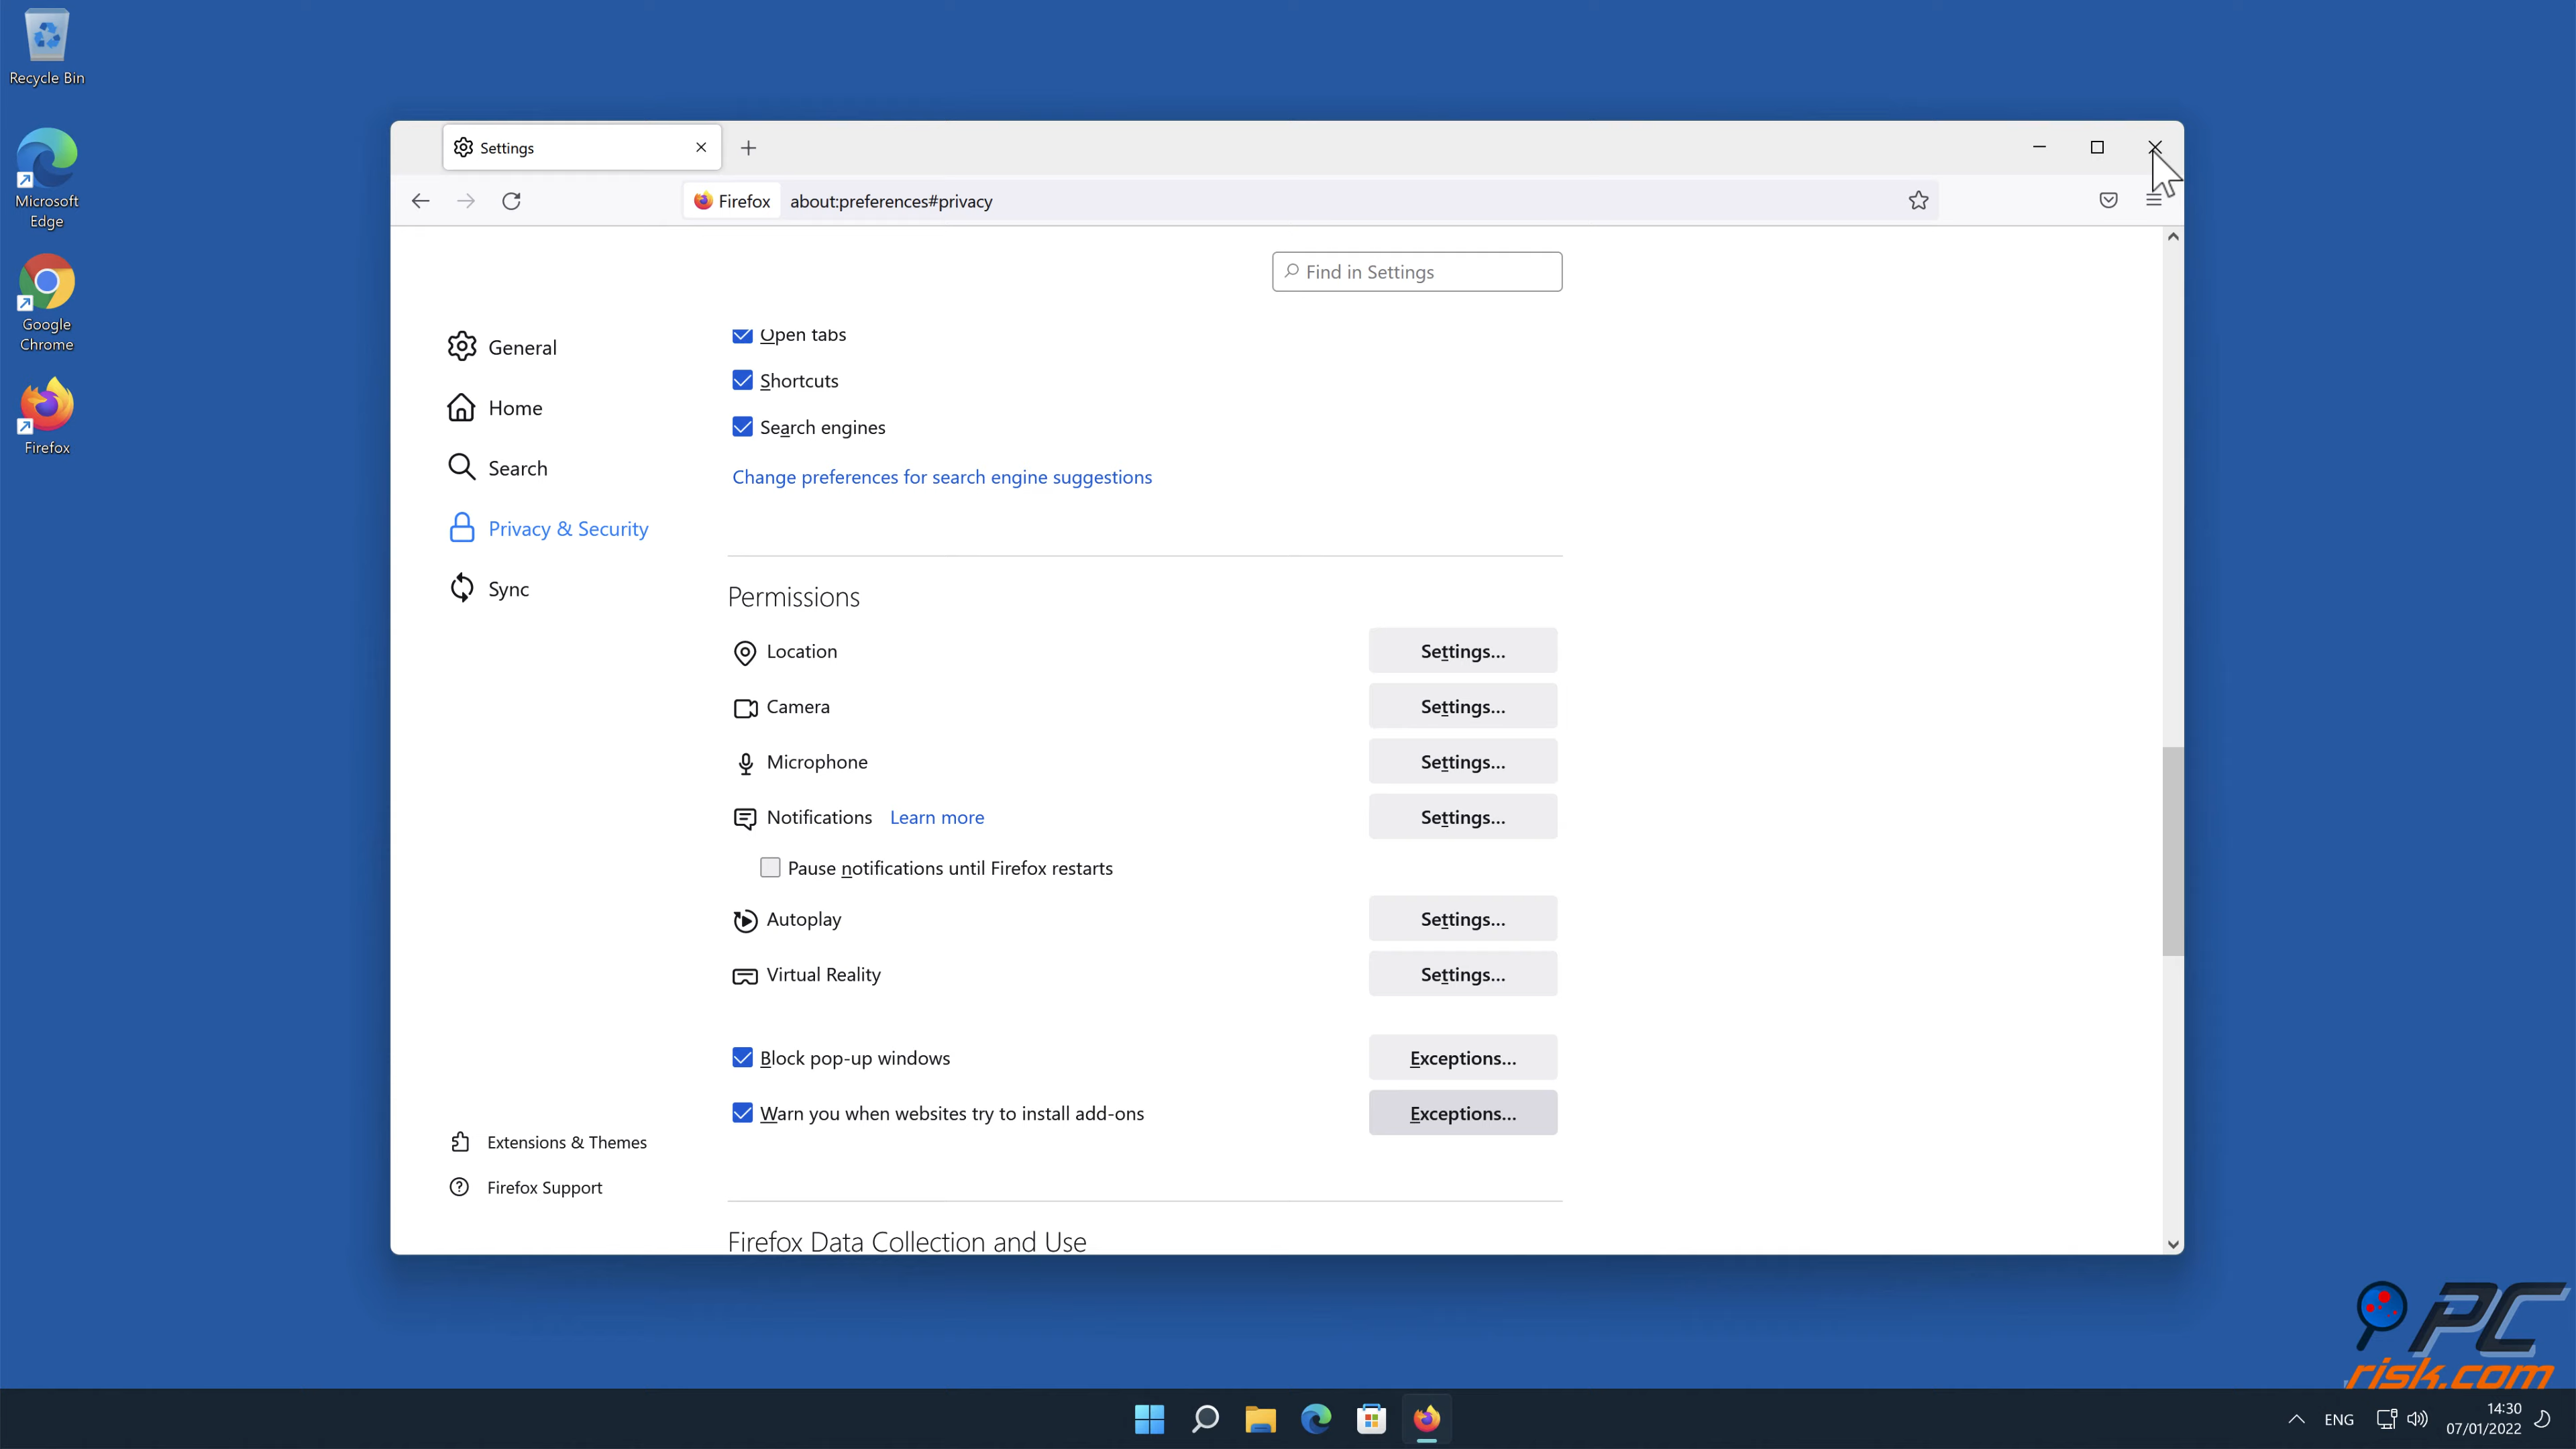 Recycle Bin
Microsoft
Edge
Google
Chrome
Firefox
Settings
Firefox
about:preferences#privacy
Find in Settings
General
Home
Search
Privacy & Security
Sync
Extensions & Themes
Firefox Support
Open tabs
Shortcuts
Search engines
Change preferences for search engine suggestions
Permissions
Location Settings...
Camera Settings...
Microphone Settings...
Notifications Learn more Settings...
Pause notifications until Firefox restarts
Autoplay Settings...
Virtual Reality Settings...
Block pop-up windows Exceptions...
Warn you when websites try to install add-ons Exceptions...
Firefox Data Collection and Use
PC
risk.com
ENG
14:30
07/01/2022